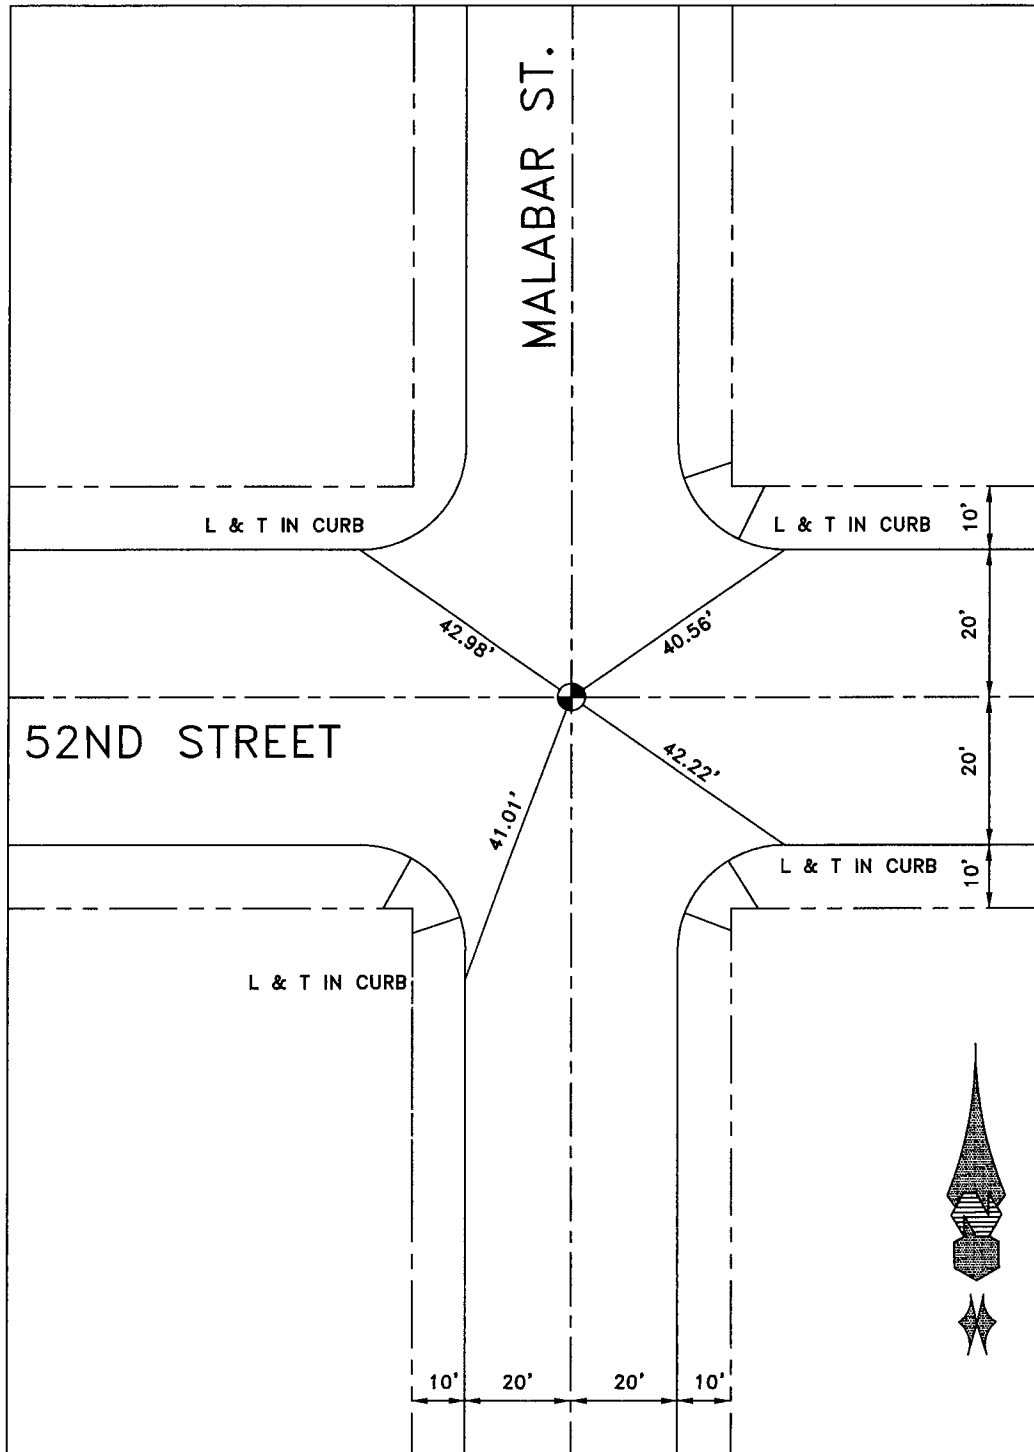 MALABAR ST.
L & T IN CURB
L & T IN CURB
10'
20'
42.98'
40.56'
52ND STREET
20'
42.22'
41.01'
L & T IN CURB
10'
L & T IN CURB
10'
20'
20'
10'